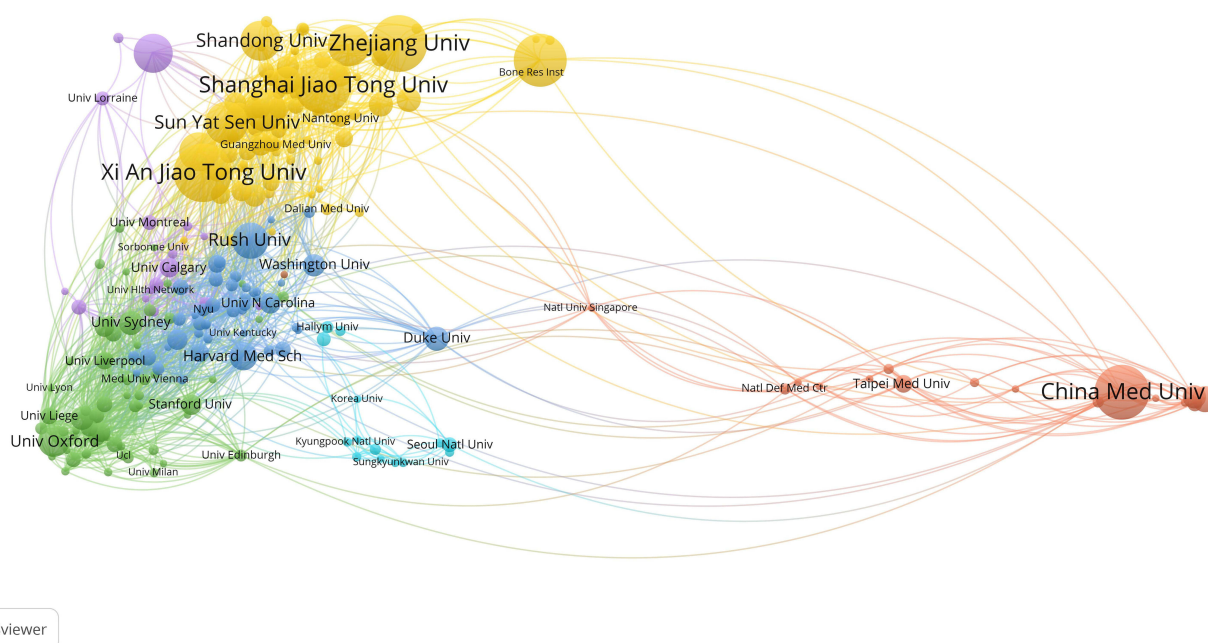 Shandong Univ
Zhejiang Univ
Bone Res Inst
Shanghai Jiao Tong Univ
Univ Lorraine
Sun Yat Sen Univ
Nantong Univ
Guangzhou Med Univ
Xi An Jiao Tong Univ
Dalian Med Univ
Univ Montreal
Rush Univ
Sorbonne Univ
Univ Calgary
Washington Univ
Univ Hlth Network
Univ N Carolina
Nyu
Natl Univ Singapore
Univ Sydney
Hallym Univ
Univ Kentucky
Duke Univ
Harvard Med Sch
Univ Liverpool
Med Univ Vienna
Univ Lyon
Natl Def Med Ctr
Taipei Med Univ
China Med Univ
Korea Univ
Stanford Univ
Univ Liege
Univ Oxford
Kyungpook Natl Univ
Seoul Natl Univ
Ucl
Univ Edinburgh
Sungkyunkwan Univ
Univ Milan
viewer